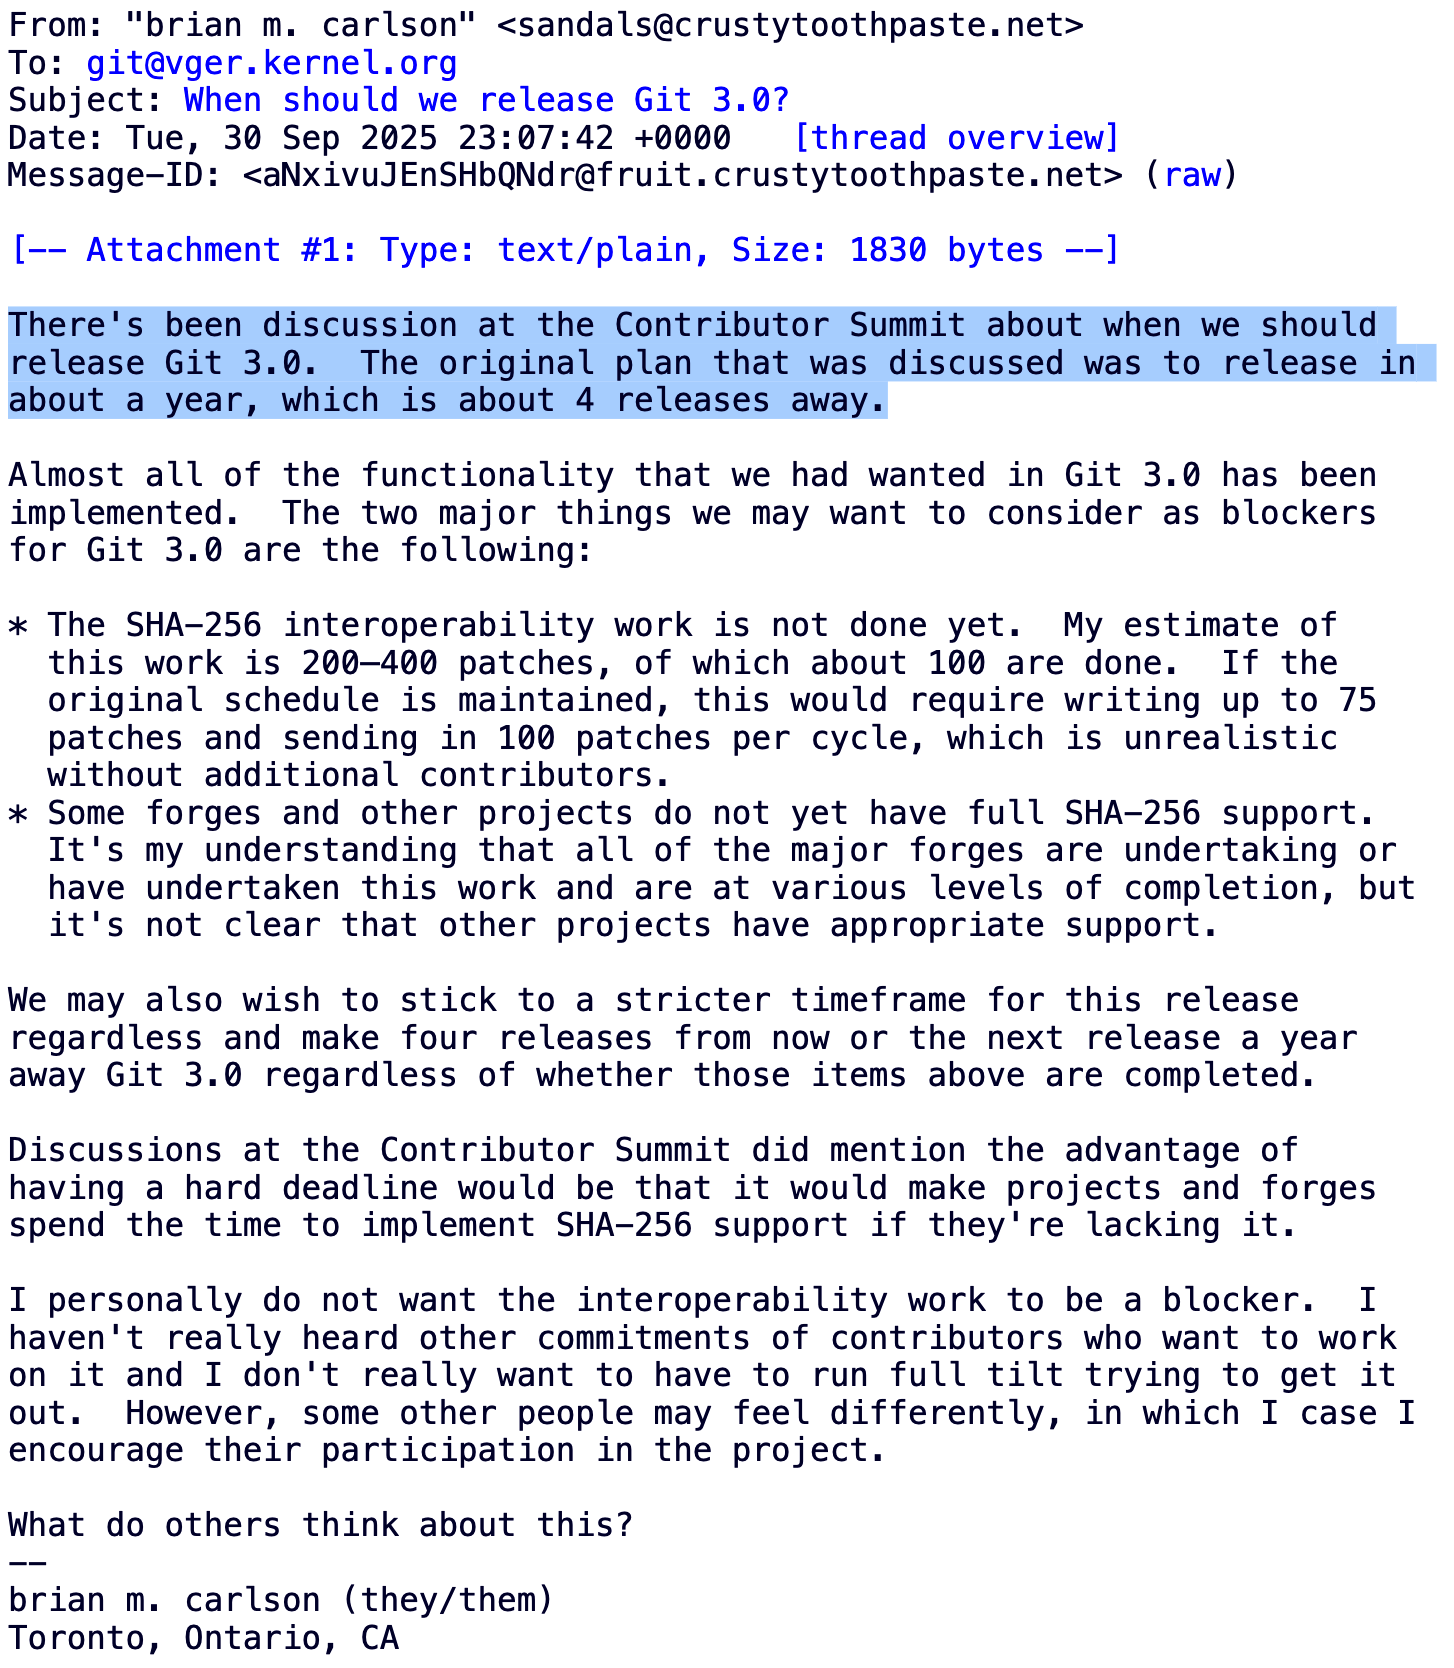 From: "brian m. carlson" <sandals@crustytoothpaste.net>
To: git@vger.kernel.org
Subject: When should we release Git 3.0?
Date: Tue, 30 Sep 2025 23:07:42 +0000   [thread overview]
Message-ID: <aNxivuJEnSHbQNdr@fruit.crustytoothpaste.net> (raw)

[-- Attachment #1: Type: text/plain, Size: 1830 bytes --]

There's been discussion at the Contributor Summit about when we should
release Git 3.0.  The original plan that was discussed was to release in
about a year, which is about 4 releases away.

Almost all of the functionality that we had wanted in Git 3.0 has been
implemented.  The two major things we may want to consider as blockers
for Git 3.0 are the following:

* The SHA-256 interoperability work is not done yet.  My estimate of
  this work is 200–400 patches, of which about 100 are done.  If the
  original schedule is maintained, this would require writing up to 75
  patches and sending in 100 patches per cycle, which is unrealistic
  without additional contributors.
* Some forges and other projects do not yet have full SHA-256 support.
  It's my understanding that all of the major forges are undertaking or
  have undertaken this work and are at various levels of completion, but
  it's not clear that other projects have appropriate support.

We may also wish to stick to a stricter timeframe for this release
regardless and make four releases from now or the next release a year
away Git 3.0 regardless of whether those items above are completed.

Discussions at the Contributor Summit did mention the advantage of
having a hard deadline would be that it would make projects and forges
spend the time to implement SHA-256 support if they're lacking it.

I personally do not want the interoperability work to be a blocker.  I
haven't really heard other commitments of contributors who want to work
on it and I don't really want to have to run full tilt trying to get it
out.  However, some other people may feel differently, in which I case I
encourage their participation in the project.

What do others think about this?
--
brian m. carlson (they/them)
Toronto, Ontario, CA